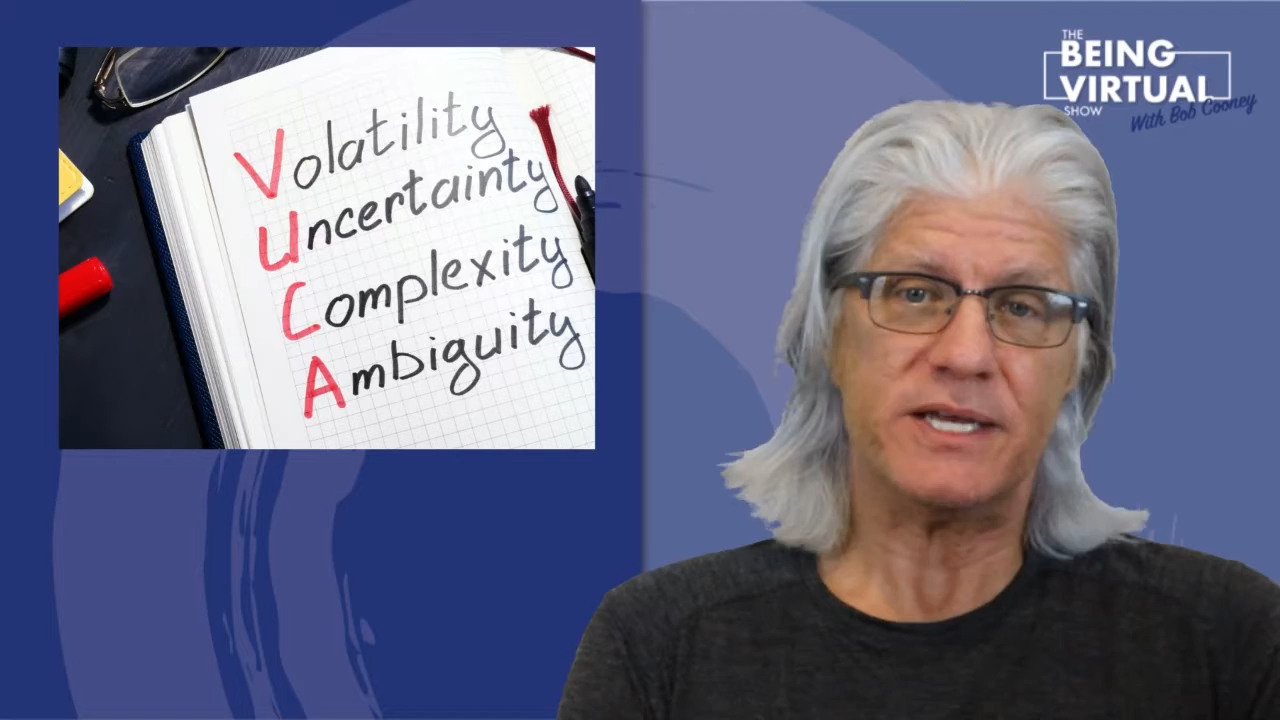 Volatility
Uncertainty
Complexity
Ambiguity
THE
BEING
VIRTUAL
SHOW
With Bob Cooney